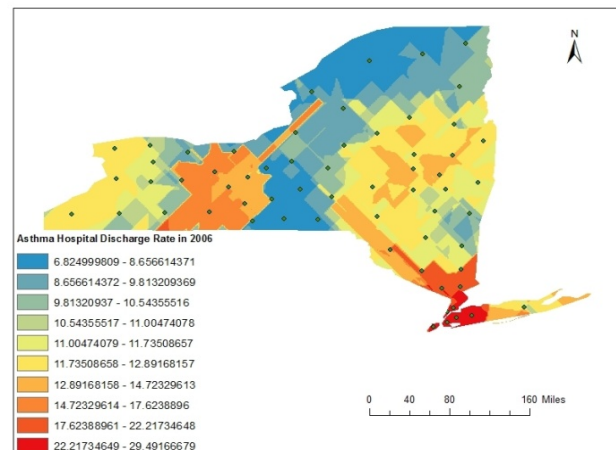 N
Asthma Hospital Discharge Rate in 2006
6.824999809 - 8.656614371
8.656614372 - 9.813209369
9.81320937 - 10.54355516
10.54355517 - 11.00474078
11.00474079 - 11.73508657
11.73508658 - 12.89168157
12.89168158 - 14.72329613
14.72329614 - 17.6238896
17.62388961 - 22.21734648
22.21734649 - 29.49166679
0 40 80 160 Miles